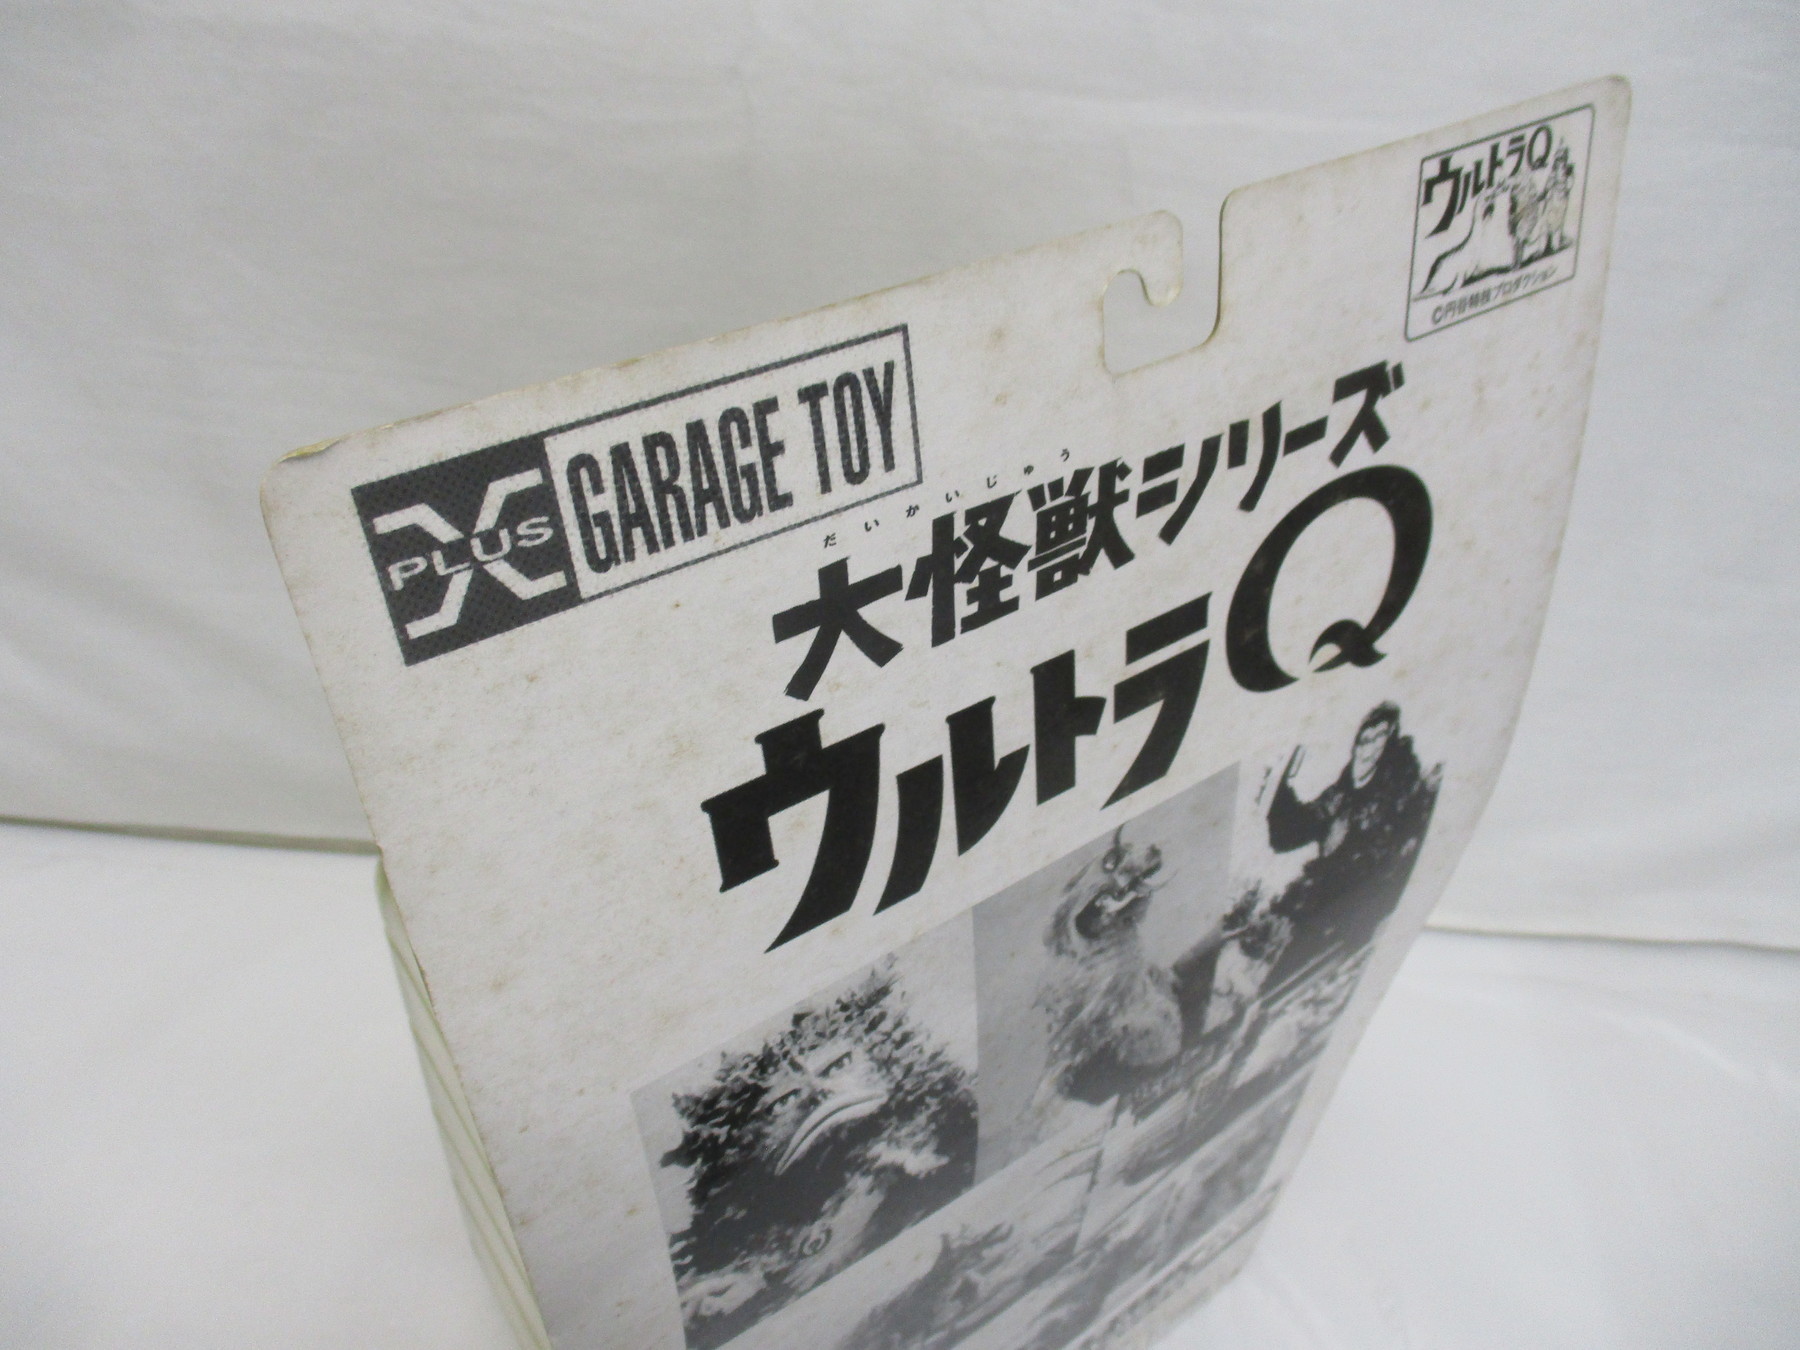 ウルトラQ
©円谷特技プロダクション
X PLUS GARAGE TOY
だいかいじゅう
大怪獣シリーズ
ウルトラQ